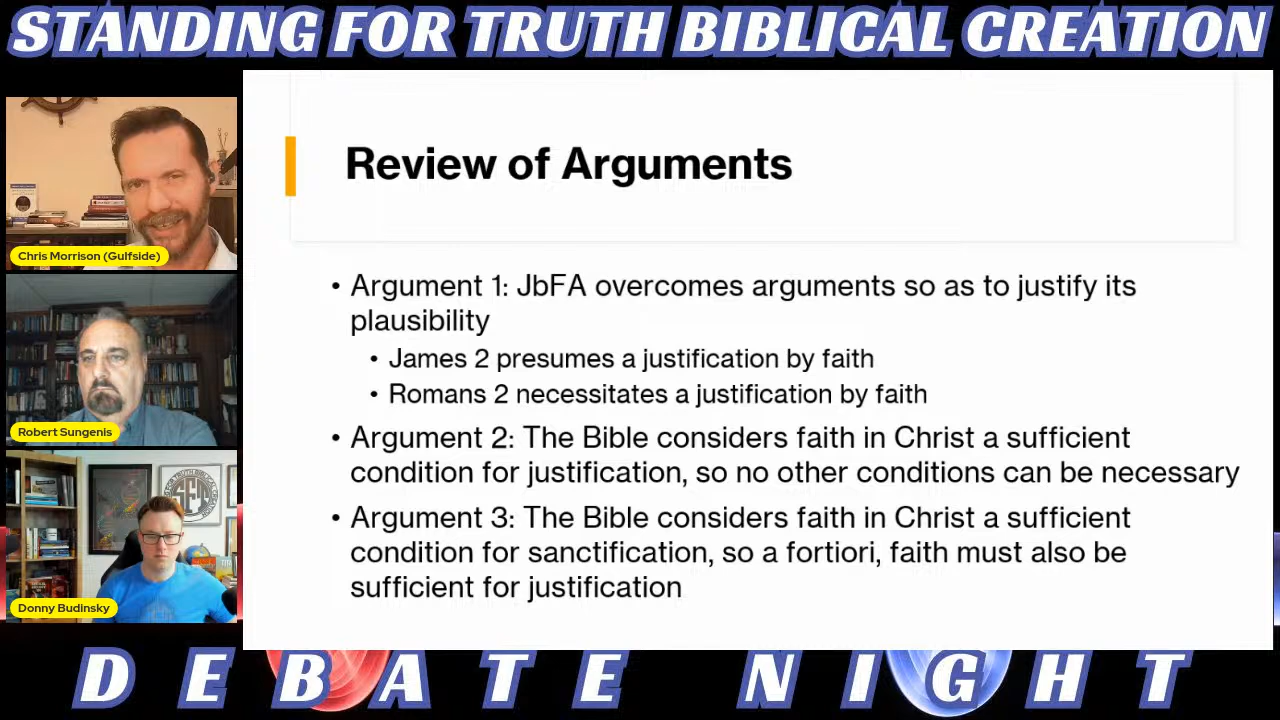 STANDING FOR TRUTH BIBLICAL CREATION
Chris Morrison (Gulfside)
Robert Sungenis
SFT
Donny Budinsky
Review of Arguments
• Argument 1: JbFA overcomes arguments so as to justify its
plausibility
• James 2 presumes a justification by faith
• Romans 2 necessitates a justification by faith
• Argument 2: The Bible considers faith in Christ a sufficient
condition for justification, so no other conditions can be necessary
• Argument 3: The Bible considers faith in Christ a sufficient
condition for sanctification, so a fortiori, faith must also be
sufficient for justification
DEBATE NIGHT